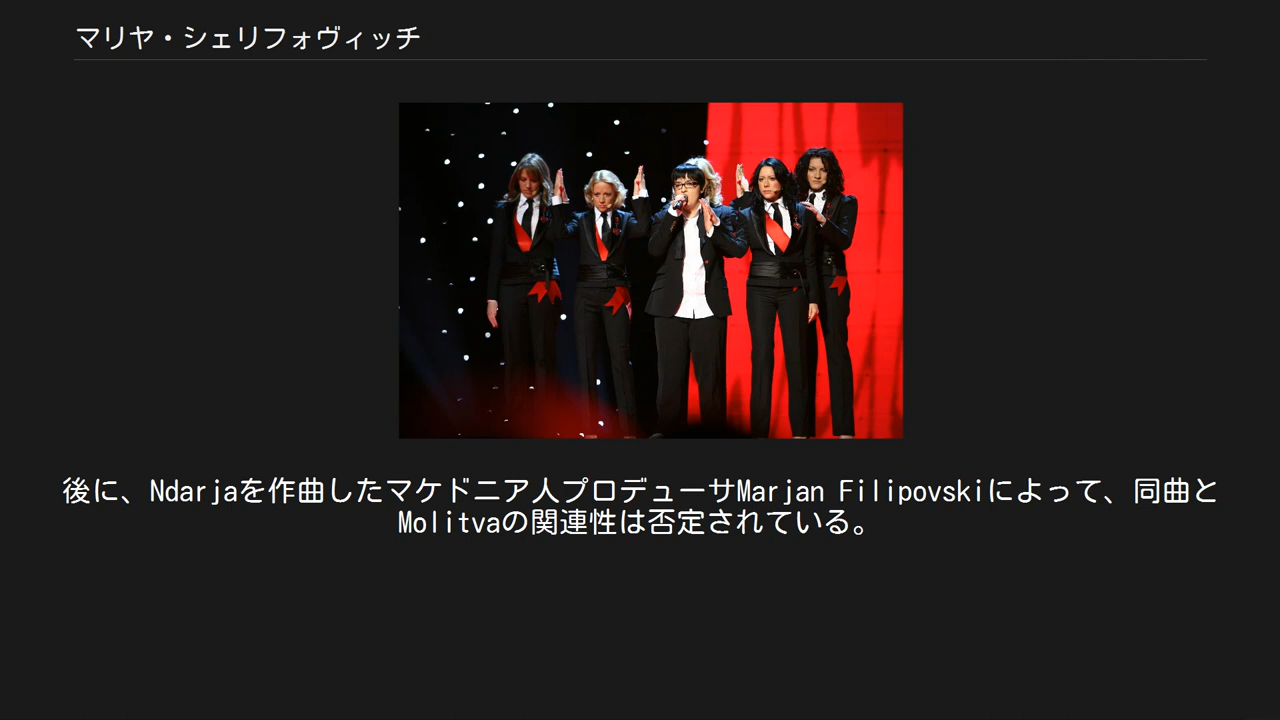 マリヤ・シェリフォヴィッチ
後に、Ndarjaを作曲したマケドニア人プロデューサMarjan Filipovskiによって、同曲と
Molitvaの関連性は否定されている。